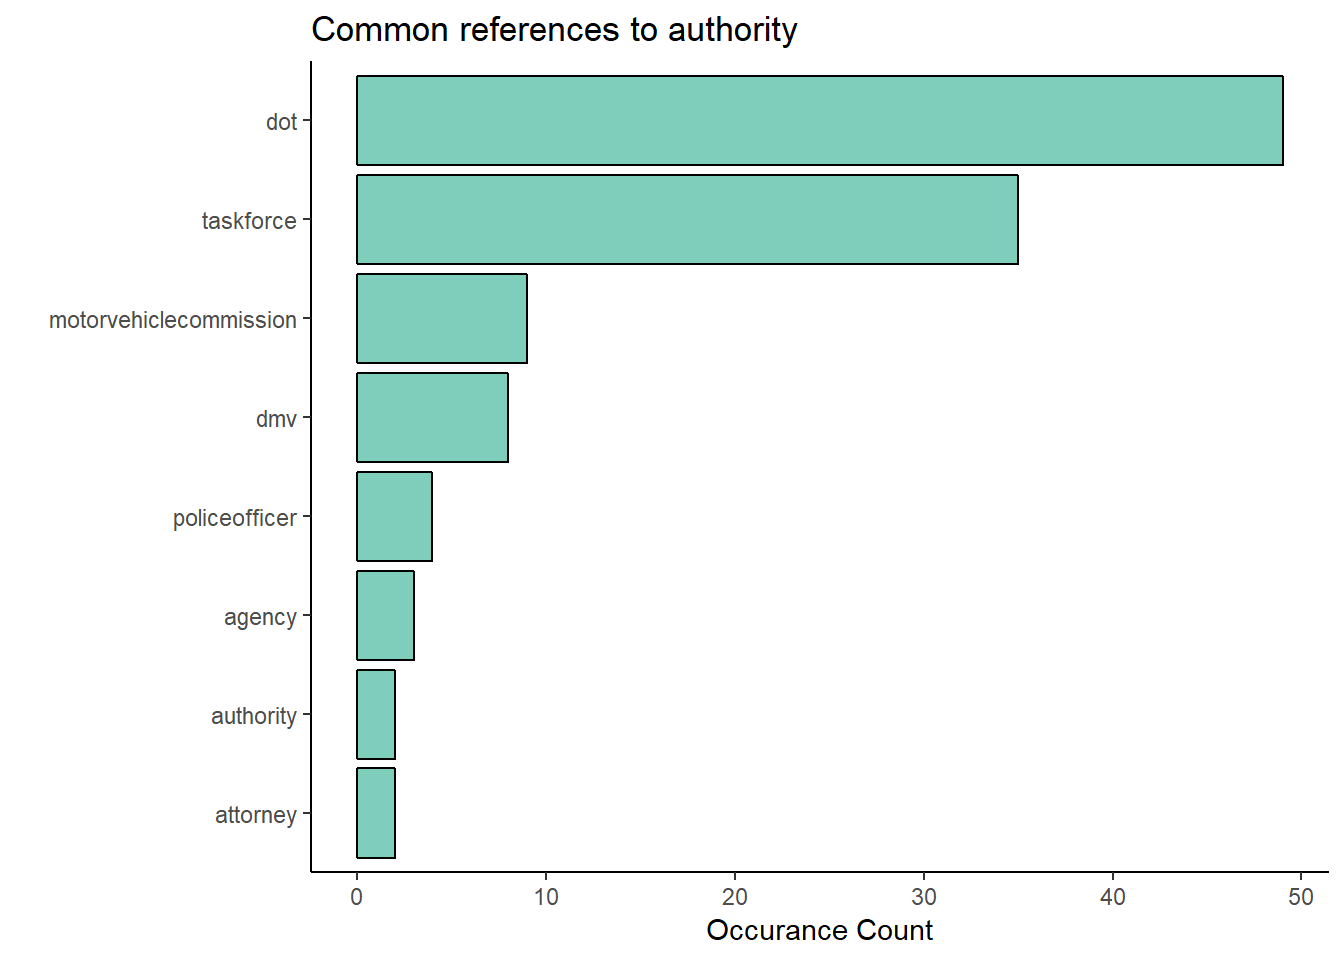 Common references to authority
dot
taskforce
motorvehiclecommission
dmv
policeofficer
agency
authority
attorney
0 10 20 30 40 50
Occurance Count